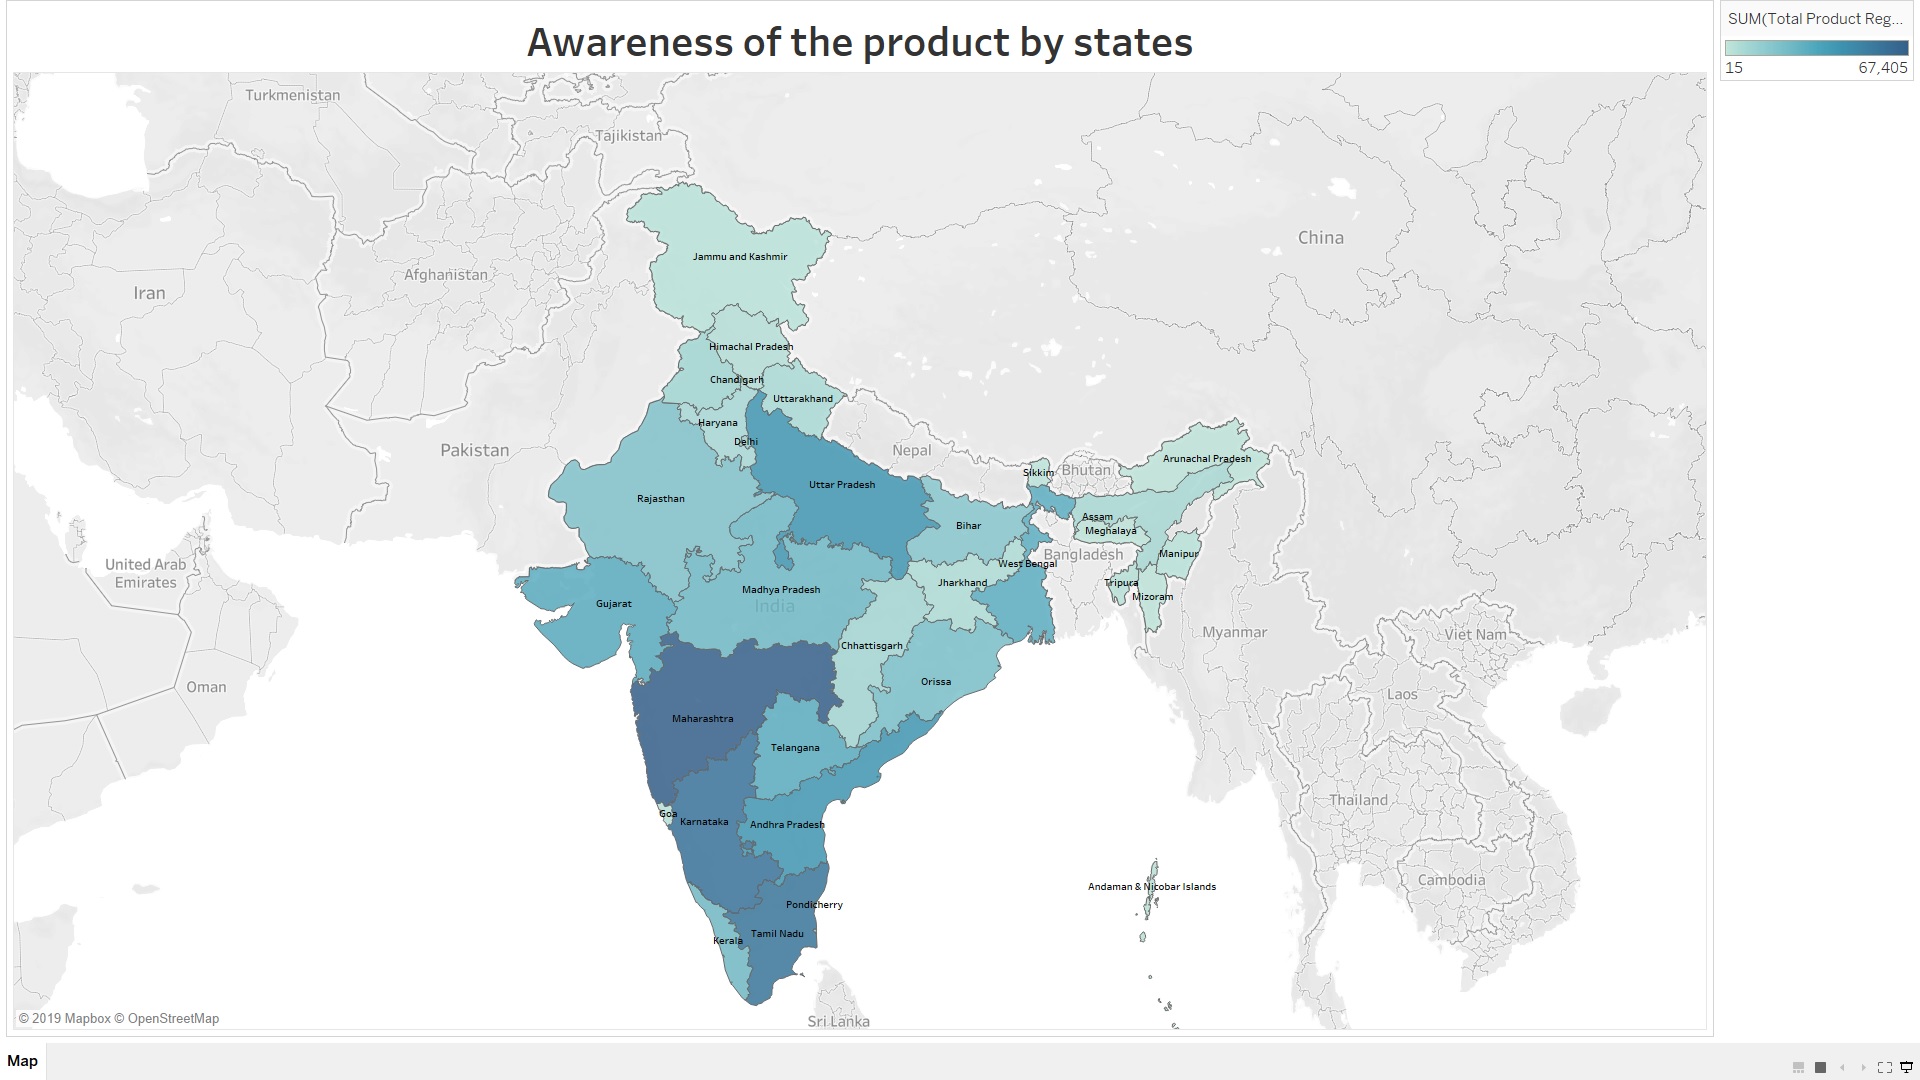 Awareness of the product by states
SUM(Total Product Reg...
15 67,405
Turkmenistan
Tajikistan
China
Jammu and Kashmir
Afghanistan
Iran
Himachal Pradesh
Chandigarh
Uttarakhand
Haryana
Delhi
Pakistan
Nepal
Arunachal Pradesh
Sikkim
Bhutan
Uttar Pradesh
Rajasthan
Assam
Bihar
Meghalaya
Manipur
Bangladesh
United Arab
Emirates
West Bengal
Jharkhand
Tripura
Madhya Pradesh
Mizoram
Gujarat
India
Myanmar
Viet Nam
Chhattisgarh
Orissa
Oman
Laos
Maharashtra
Telangana
Thailand
Goa
Karnataka
Andhra Pradesh
Cambodia
Andaman & Nicobar Islands
Pondicherry
Tamil Nadu
Kerala
© 2019 Mapbox © OpenStreetMap
Sri Lanka
Map